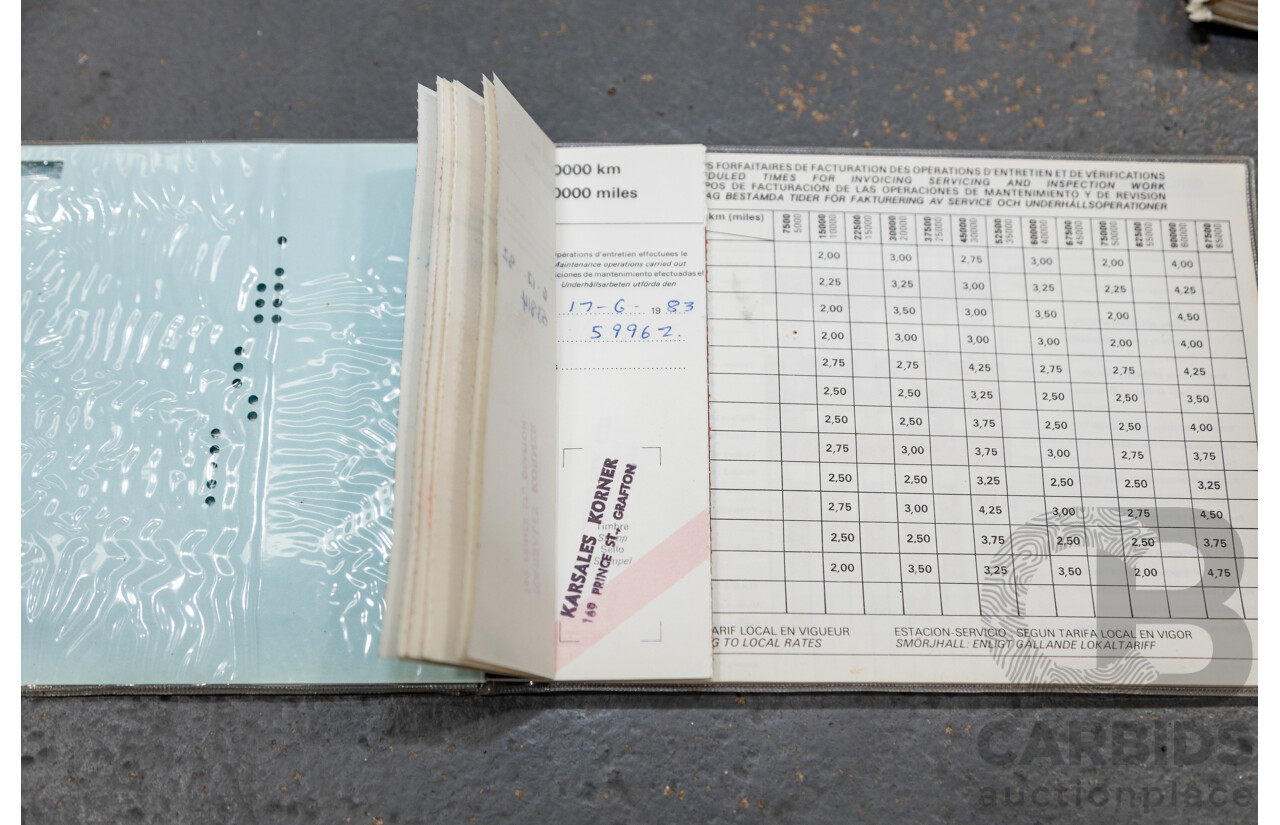 0000 km
0000 miles
opérations d'entretien effectuées le
Maintenance operations carried out
ciones de mantenimiento efectuadas el
Underhållsarbeten utförda den
17-6- 1983
59962.
Timbre
Sello
KARSALES KORNER
169 PRINCE ST., GRAFTON
PS FORFAITAIRES DE FACTURATION DES OPERATIONS D'ENTRETIEN ET DE VÉRIFICATIONS
DULED TIMES FOR INVOICING SERVICING AND INSPECTION WORK
POS DE FACTURACIÓN DE LAS OPERACIONES DE MANTENIMIENTO Y DE REVISION
AG BESTÄMDA TIDER FÖR FAKTURERING AV SERVICE OCH UNDERHÅLLSOPERATIONER
km (miles) 7500 15000 22500 30000 37500 45000 52500 60000 67500 75000 82500 90000 97500
5000 10000 15000 20000 25000 30000 35000 40000 45000 50000 55000 60000 65000
2,00 3,00 2,75 3,00 2,00 4,00
2,25 3,25 3,00 3,25 2,25 4,25
2,00 3,50 3,00 3,50 2,00 4,50
2,00 3,00 3,00 3,00 2,00 4,00
2,75 2,75 4,25 2,75 2,75 4,25
2,50 2,50 3,25 2,50 2,50 3,50
2,50 2,50 3,75 2,50 2,50 4,00
2,75 3,00 3,75 3,00 2,75 3,75
2,50 2,50 3,25 2,50 2,50 3,25
2,75 3,00 4,25 3,00 2,75 4,50
2,50 2,50 3,75 2,50 2,50 3,75
2,00 3,50 3,25 3,50 2,00 4,75
ARIF LOCAL EN VIGUEUR ESTACION-SERVICIO: SEGUN TARIFA LOCAL EN VIGOR
G TO LOCAL RATES SMÖRJHALL: ENLIGT GÄLLANDE LOKALTARIFF
CARBIDS
auctionplace